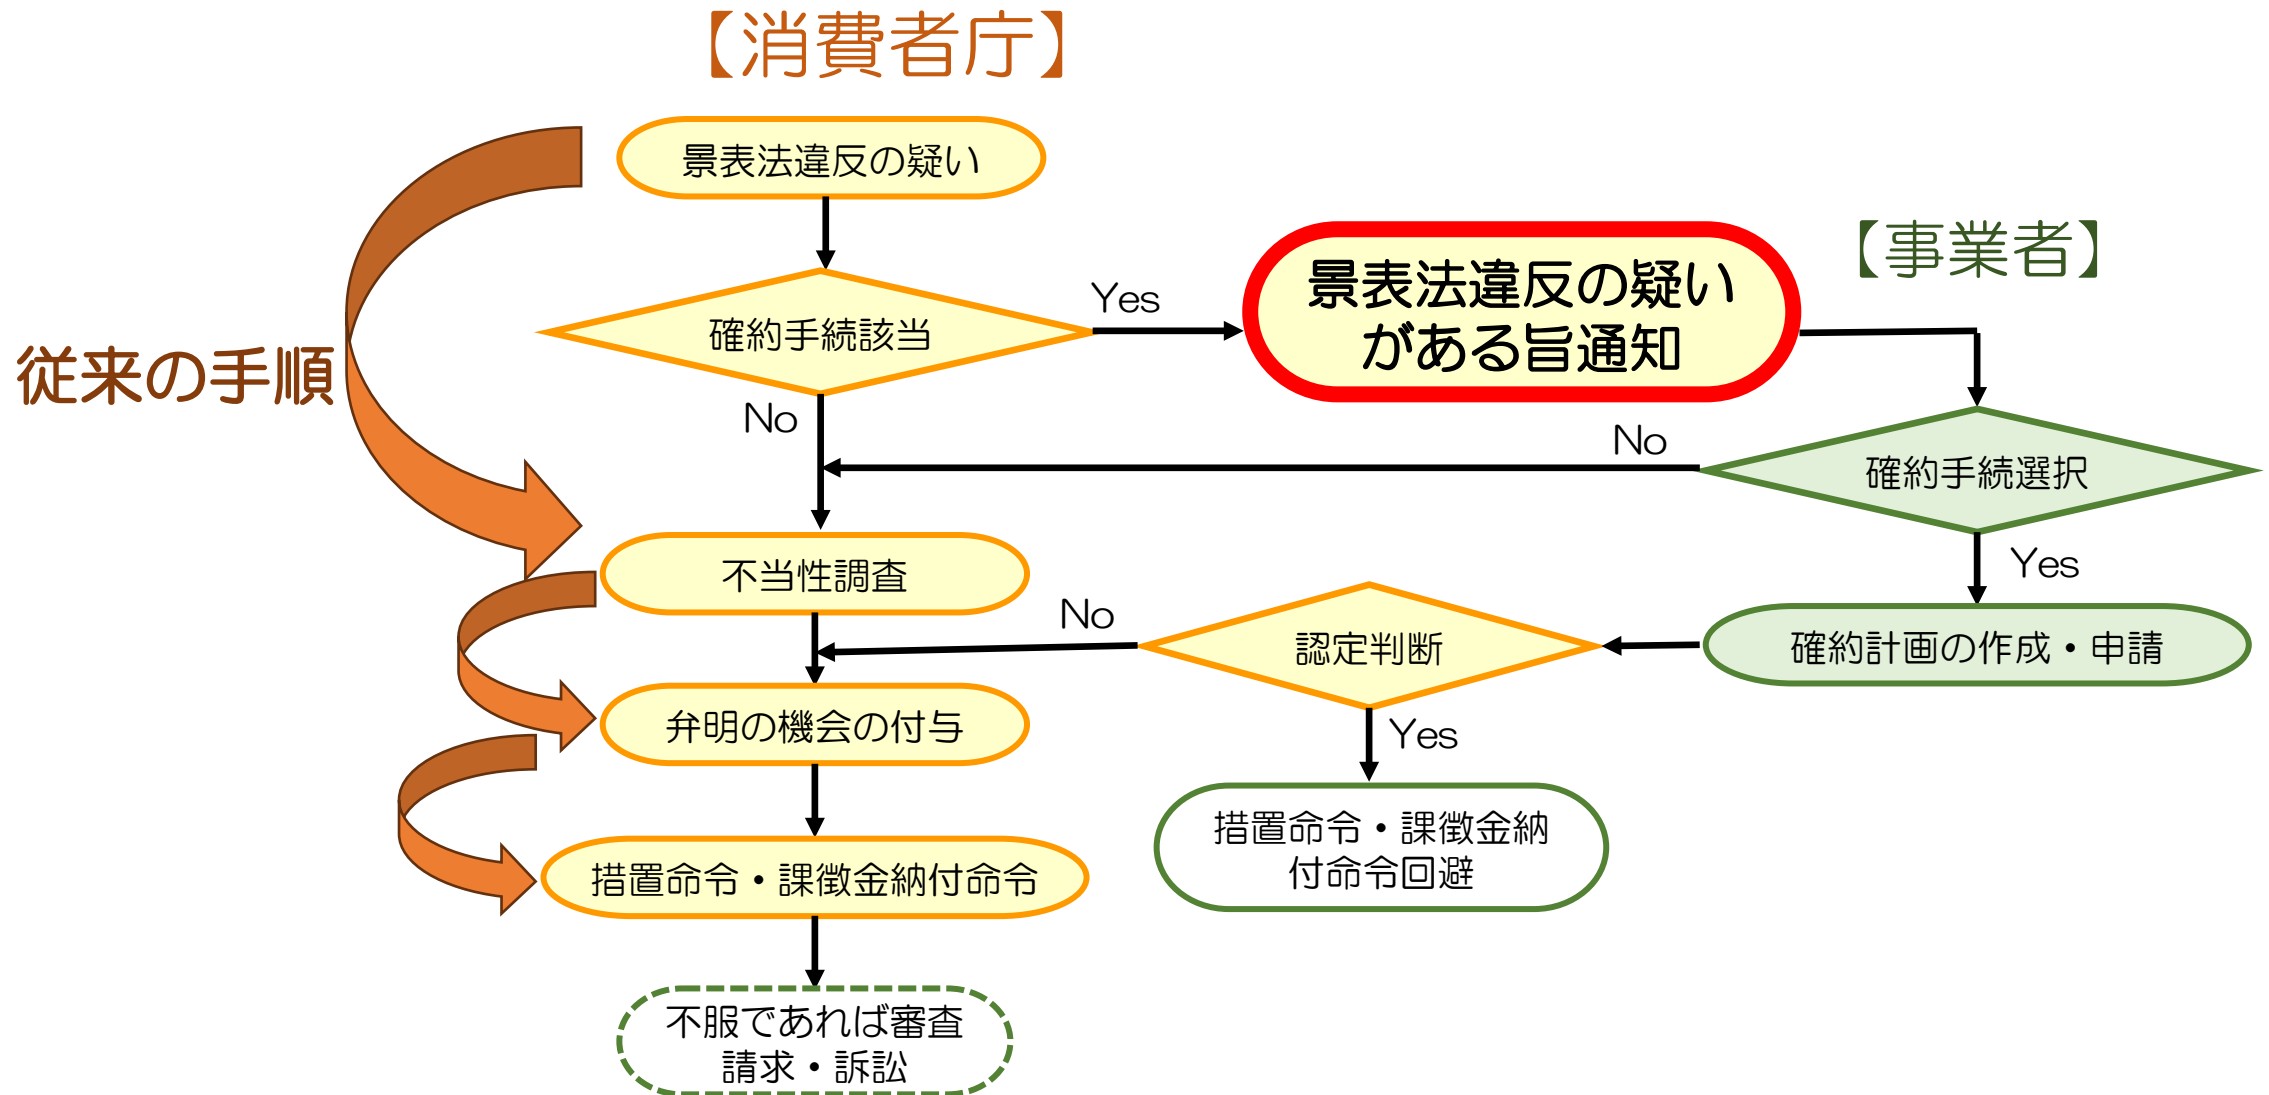 【消費者庁】
景表法違反の疑い
【事業者】
景表法違反の疑い
がある旨通知
Yes
確約手続該当
従来の手順
No
No
確約手続選択
Yes
不当性調査
No
認定判断
確約計画の作成・申請
弁明の機会の付与
Yes
措置命令・課徴金納
付命令回避
措置命令・課徴金納付命令
不服であれば審査
請求・訴訟